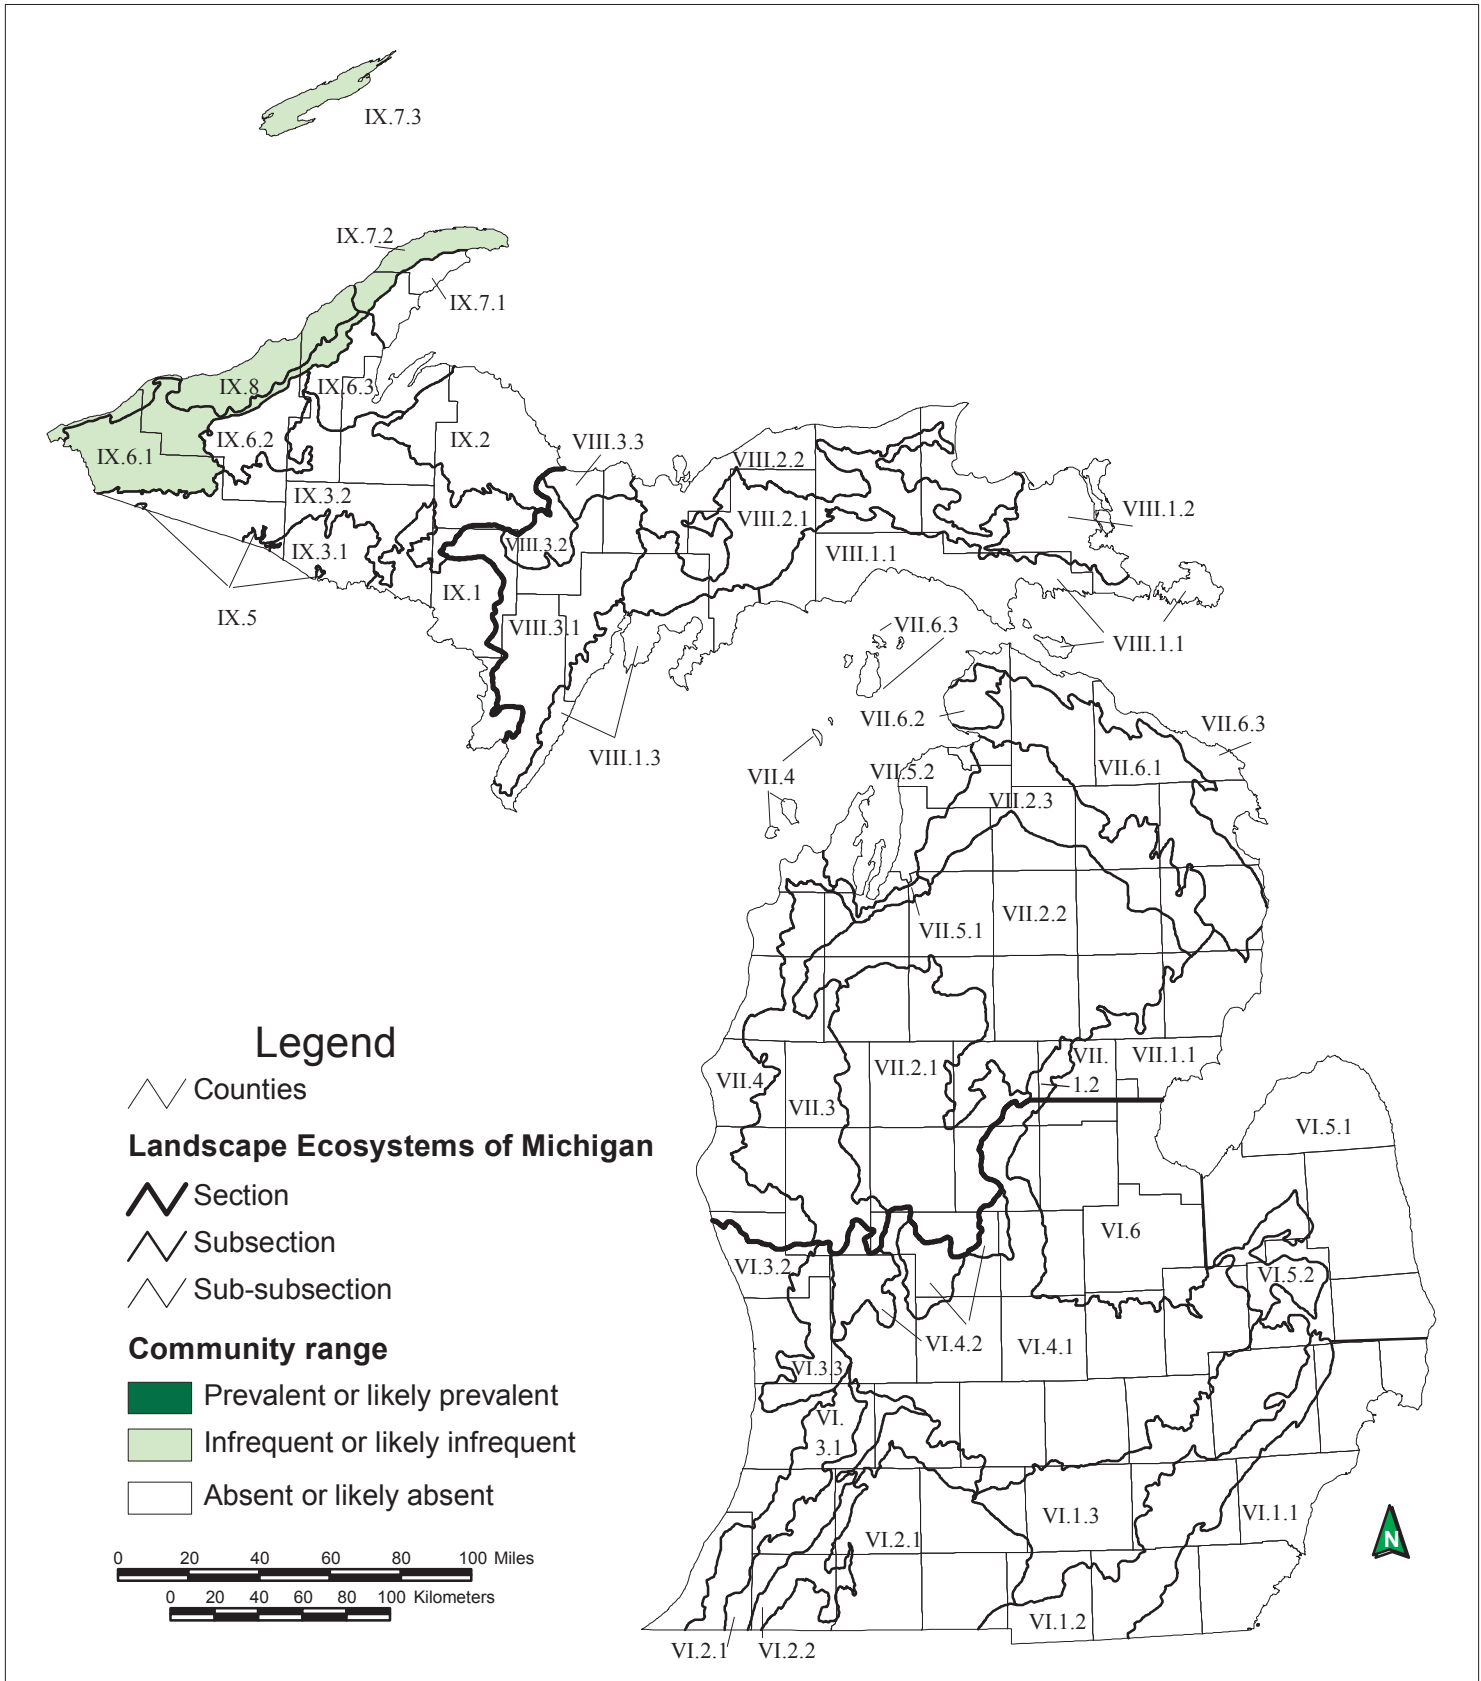 IX.7.3
IX.7.2
IX.7.1
IX.8
IX.6.3
IX.6.2
IX.2
VIII.3.3
IX.6.1
VIII.2.2
IX.3.2
VIII.2.1
VIII.1.2
IX.3.1
VIII.3.2
VIII.1.1
IX.1
IX.5
VIII.3.1
VII.6.3
VIII.1.1
VII.6.2
VII.6.3
VIII.1.3
VII.4
VII.5.2
VII.6.1
VII.2.3
VII.5.1
VII.2.2
VII.4
VII.3
VII.2.1
VII.
1.2
VII.1.1
VI.5.1
VI.6
VI.3.2
VI.5.2
VI.4.2
VI.4.1
VI.3.3
VI.
3.1
VI.2.1
VI.1.3
VI.1.1
VI.1.2
VI.2.1
VI.2.2
N
Legend
Counties
Landscape Ecosystems of Michigan
Section
Subsection
Sub-subsection
Community range
Prevalent or likely prevalent
Infrequent or likely infrequent
Absent or likely absent
0 20 40 60 80 100 Miles
0 20 40 60 80 100 Kilometers